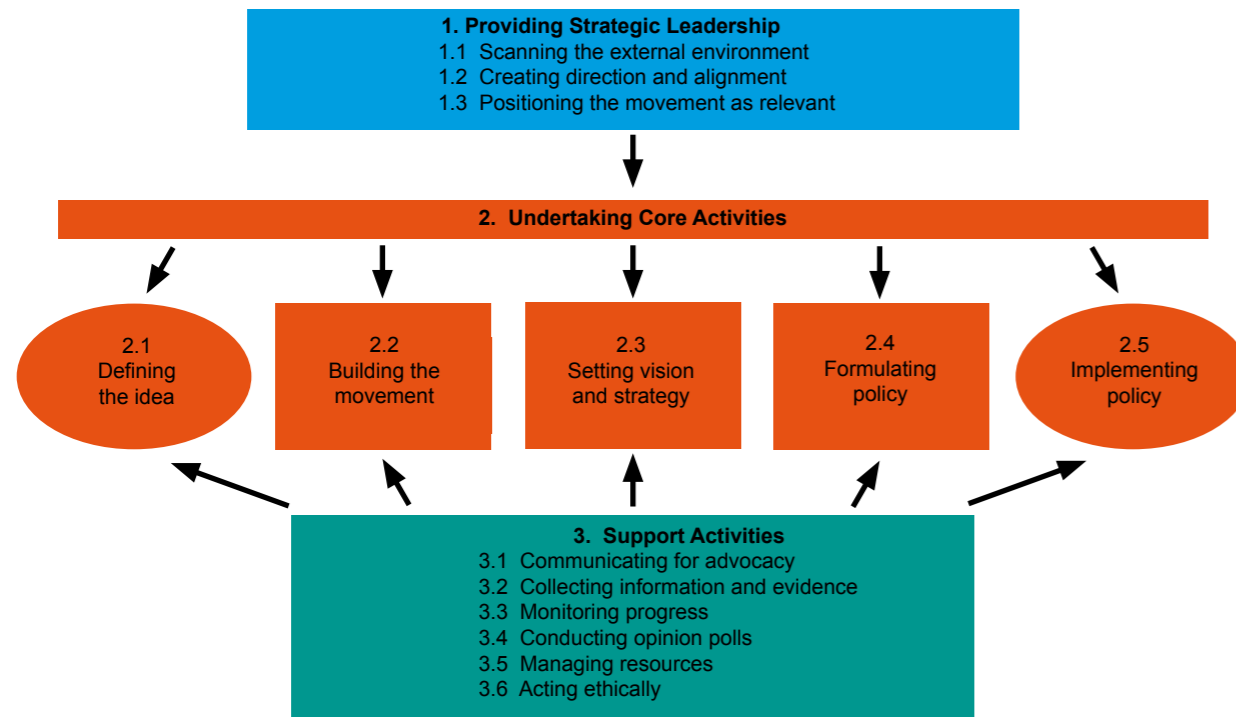 1. Providing Strategic Leadership
1.1 Scanning the external environment
1.2 Creating direction and alignment
1.3 Positioning the movement as relevant
2. Undertaking Core Activities
2.1
Defining
the idea
2.2
Building the
movement
2.3
Setting vision
and strategy
2.4
Formulating
policy
2.5
Implementing
policy
3. Support Activities
3.1 Communicating for advocacy
3.2 Collecting information and evidence
3.3 Monitoring progress
3.4 Conducting opinion polls
3.5 Managing resources
3.6 Acting ethically